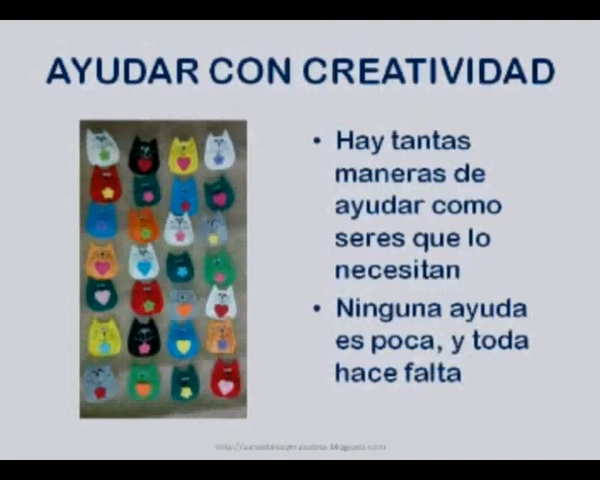 AYUDAR CON CREATIVIDAD
• Hay tantas
maneras de
ayudar como
seres que lo
necesitan
• Ninguna ayuda
es poca, y toda
hace falta